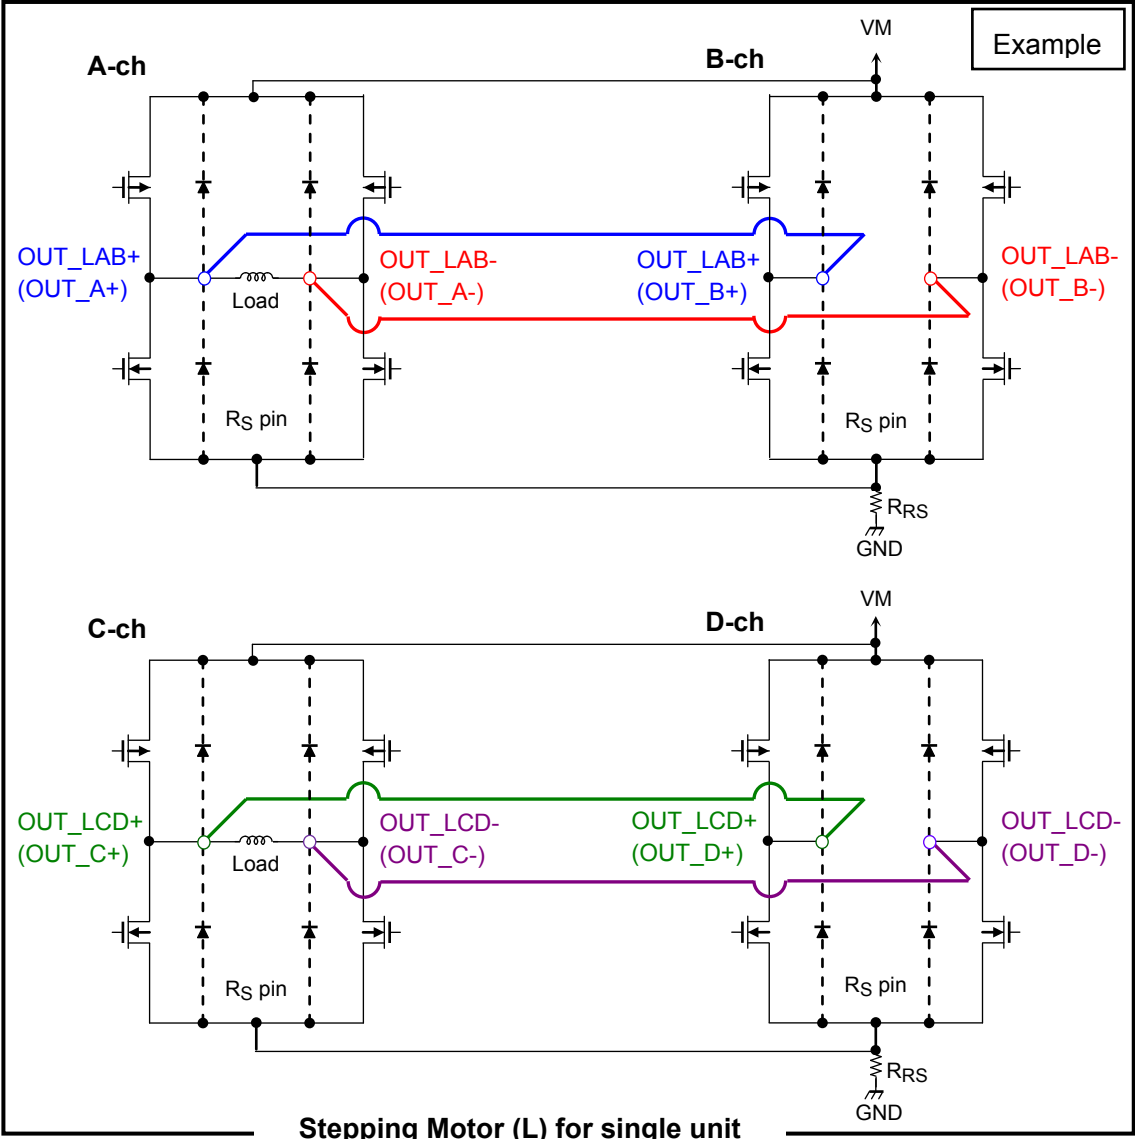 Example
VM
A-ch
B-ch
OUT_LAB+
(OUT_A+)
Load
OUT_LAB-
(OUT_A-)
OUT_LAB+
(OUT_B+)
OUT_LAB-
(OUT_B-)
RS pin
RS pin
RRS
GND
VM
C-ch
D-ch
OUT_LCD+
(OUT_C+)
Load
OUT_LCD-
(OUT_C-)
OUT_LCD+
(OUT_D+)
OUT_LCD-
(OUT_D-)
RS pin
RS pin
RRS
GND
Stepping Motor (L) for single unit